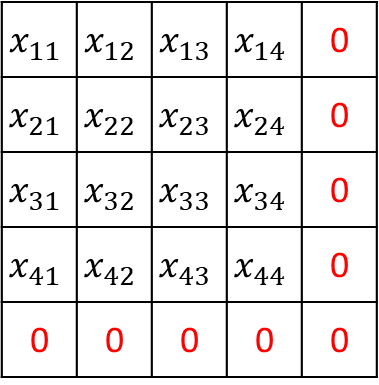 x₁₁ x₁₂ x₁₃ x₁₄ 0
x₂₁ x₂₂ x₂₃ x₂₄ 0
x₃₁ x₃₂ x₃₃ x₃₄ 0
x₄₁ x₄₂ x₄₃ x₄₄ 0
0 0 0 0 0